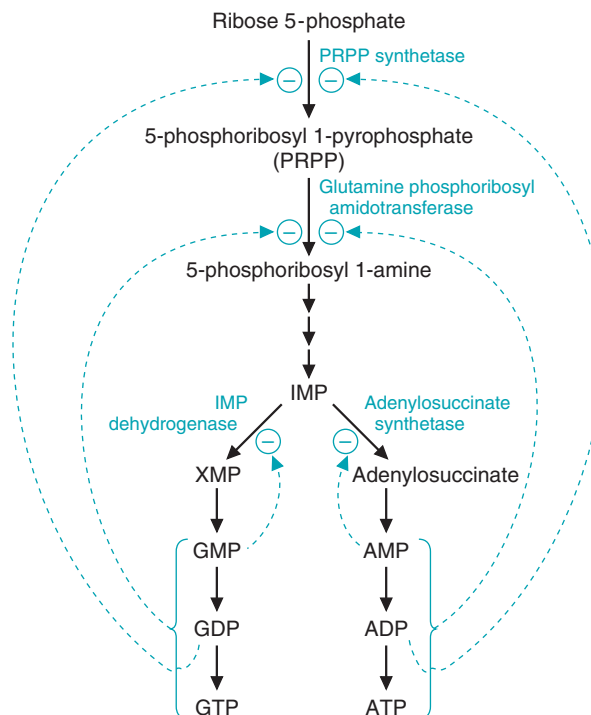 Ribose 5-phosphate
PRPP synthetase
− −
5-phosphoribosyl 1-pyrophosphate
(PRPP)
Glutamine phosphoribosyl
amidotransferase
− −
5-phosphoribosyl 1-amine
IMP
IMP
dehydrogenase
Adenylosuccinate
synthetase
− −
XMP
Adenylosuccinate
GMP
AMP
GDP
ADP
GTP
ATP